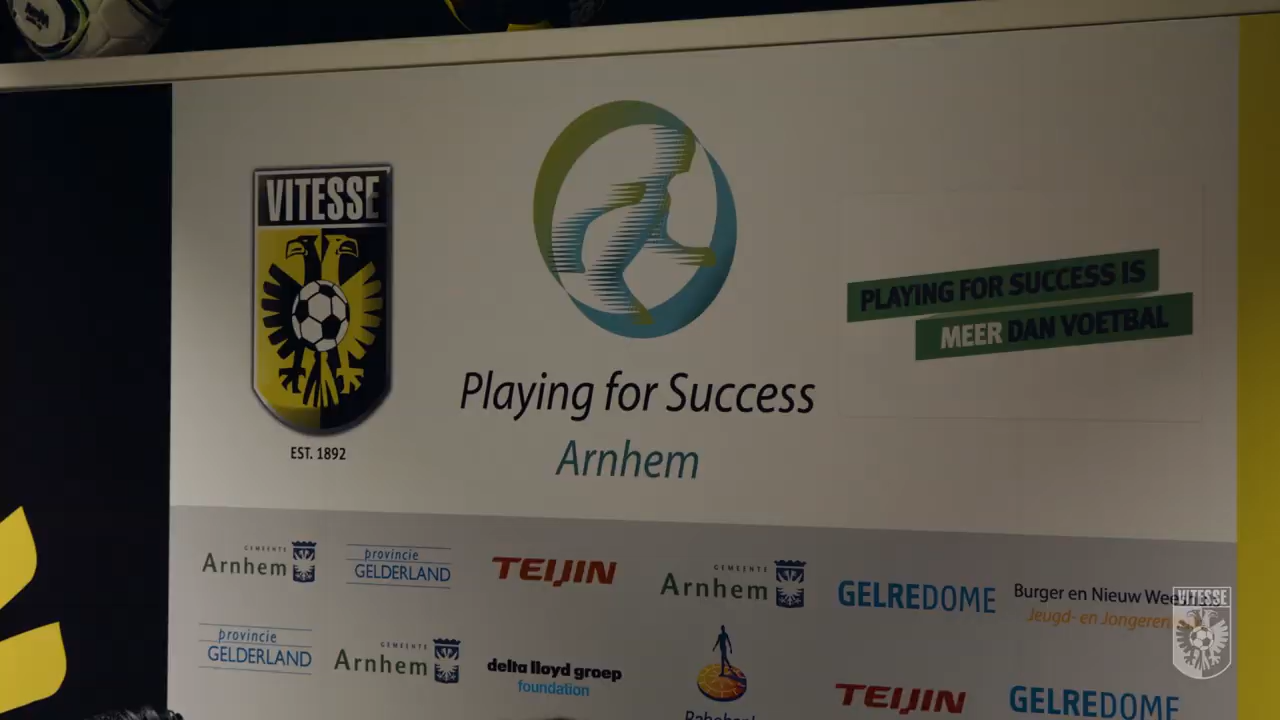 VITESSE
EST. 1892
Playing for Success
Arnhem
PLAYING FOR SUCCESS IS
MEER DAN VOETBAL
GEMEENTE
Arnhem
provincie
GELDERLAND
TEIJIN
GEMEENTE
Arnhem
GELREDOME
Burger en Nieuw
Jeugd- en
provincie
GELDERLAND
GEMEENTE
Arnhem
delta lloyd groep
foundation
Rabobank
TEIJIN
GELREDOME
VITESSE